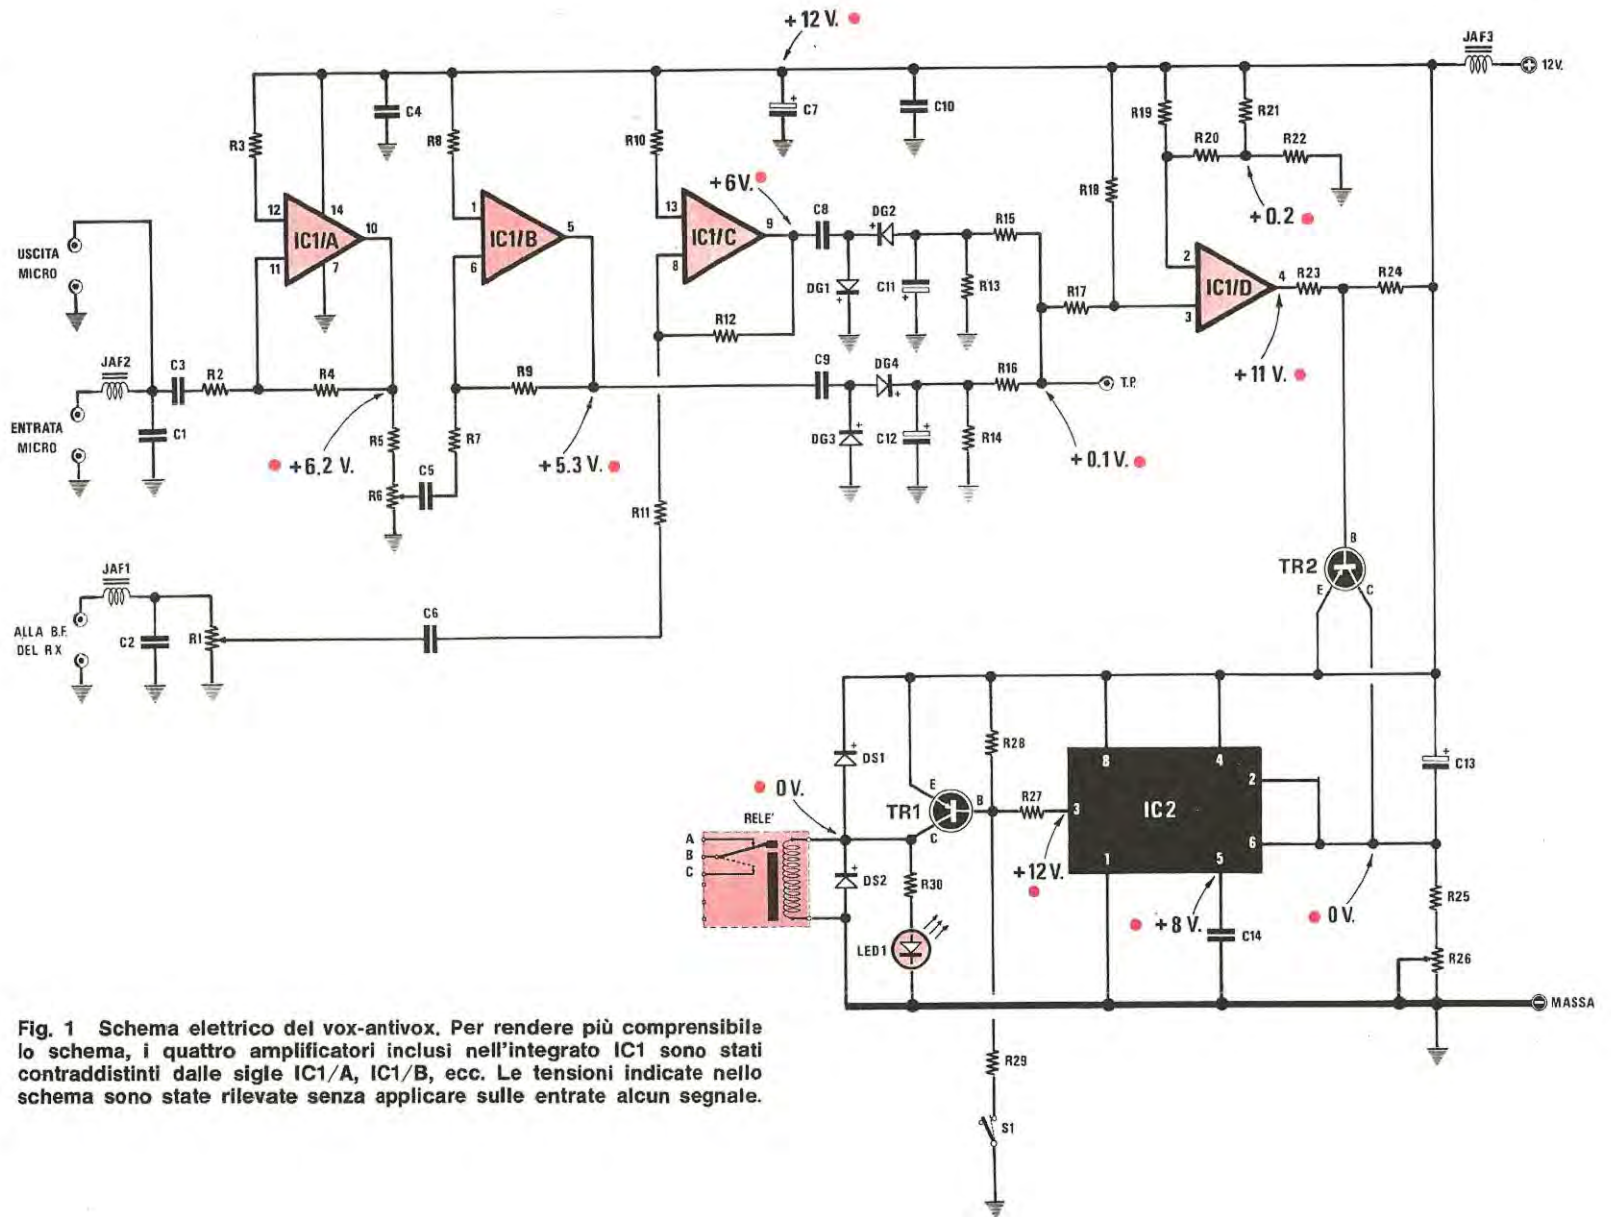 + 12 V.
JAF3
12V.
C4
C7
C10
R3
R8
R10
R19
R21
R20
R22
+6V.
R18
+0.2
12
14
10
IC1/A
11
7
1
5
IC1/B
6
13
9
IC1/C
8
C8
DG2
R15
DG1
C11
R13
R17
2
4
IC1/D
3
R23
R24
USCITA
MICRO
R12
+ 11 V.
JAF2
C3
R2
R4
R9
C9
DG4
R16
T.P.
ENTRATA
MICRO
C1
R5
R7
DG3
C12
R14
+6,2 V.
+5.3 V.
+0.1 V.
R6
C5
R11
B
TR2
E
C
JAF1
ALLA B.F.
DEL RX
C2
R1
C6
DS1
R28
8
4
2
C13
0 V.
E
TR1
B
C
R27
3
IC2
6
RELE'
A
B
C
1
5
DS2
R30
+12 V.
+8 V.
0 V.
R25
LED1
C14
R26
MASSA
Fig. 1 Schema elettrico del vox-antivox. Per rendere più comprensibile
lo schema, i quattro amplificatori inclusi nell'integrato IC1 sono stati
contraddistinti dalle sigle IC1/A, IC1/B, ecc. Le tensioni indicate nello
schema sono state rilevate senza applicare sulle entrate alcun segnale.
R29
S1